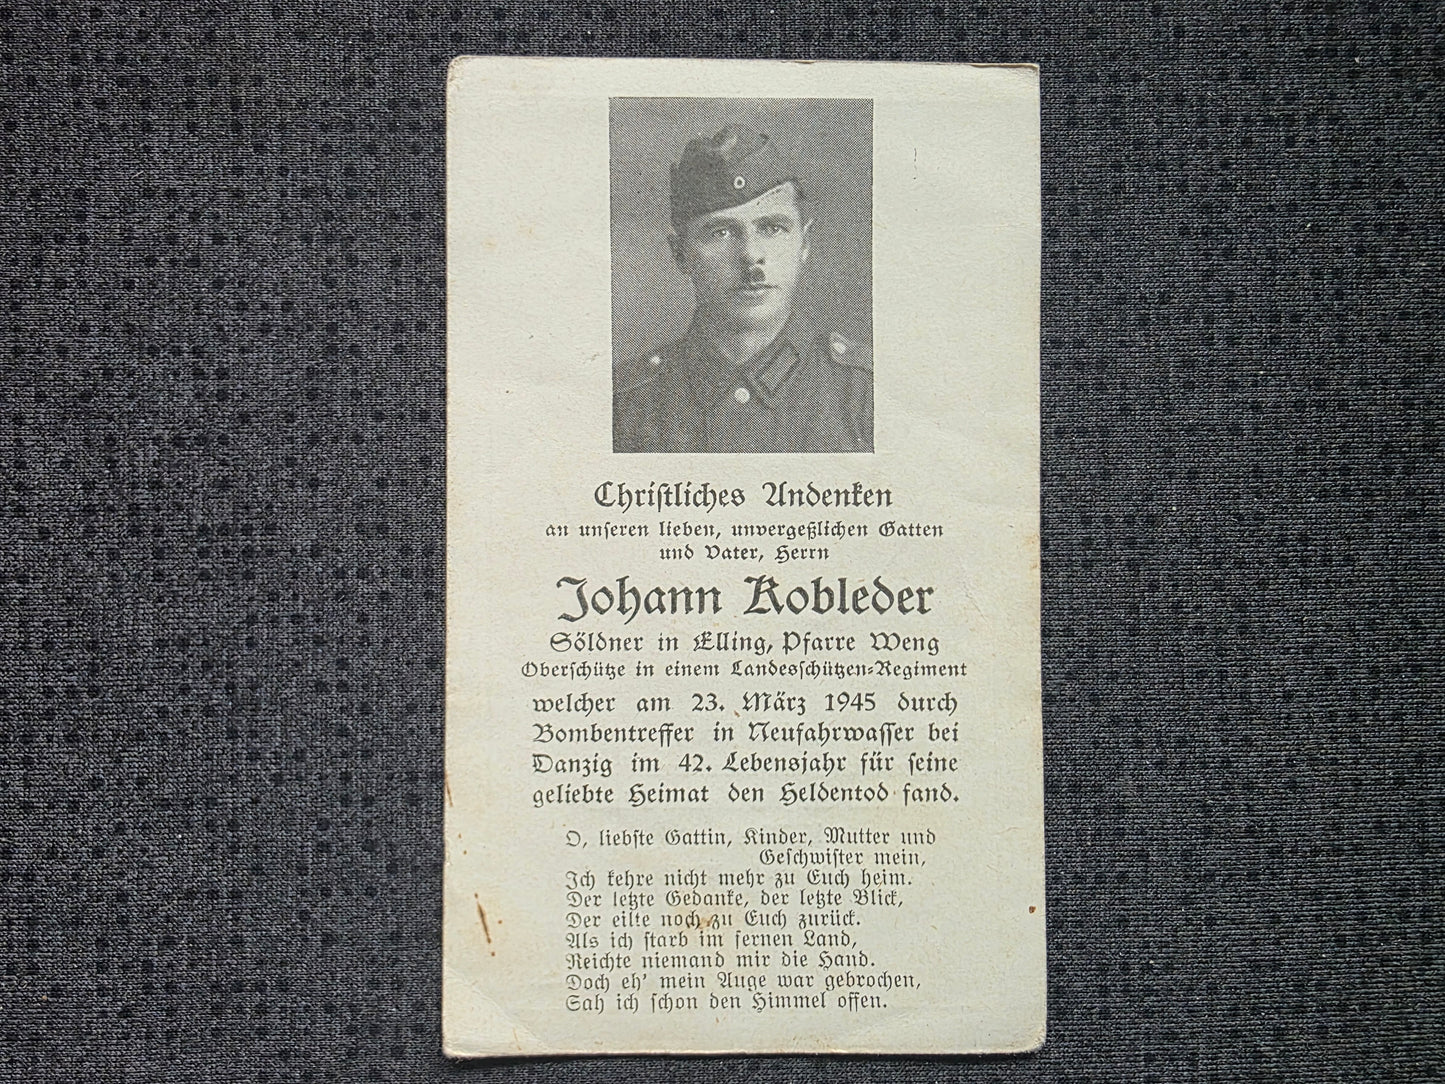 Christliches Andenken
an unseren lieben, unvergeßlichen Gatten
und Vater, Herrn
Johann Kobleder
Söldner in Elling, Pfarre Weng
Oberschütze in einem Landesschützen-Regiment
welcher am 23. März 1945 durch
Bombentreffer in Neufahrwasser bei
Danzig im 42. Lebensjahr für seine
geliebte Heimat den Heldentod fand.
O, liebste Gattin, Kinder, Mutter und
Geschwister mein,
Ich kehre nicht mehr zu Euch heim.
Der letzte Gedanke, der letzte Blick,
Der eilte noch zu Euch zurück.
Als ich starb im fernen Land,
Reichte niemand mir die Hand.
Doch eh' mein Auge war gebrochen,
Sah ich schon den Himmel offen.